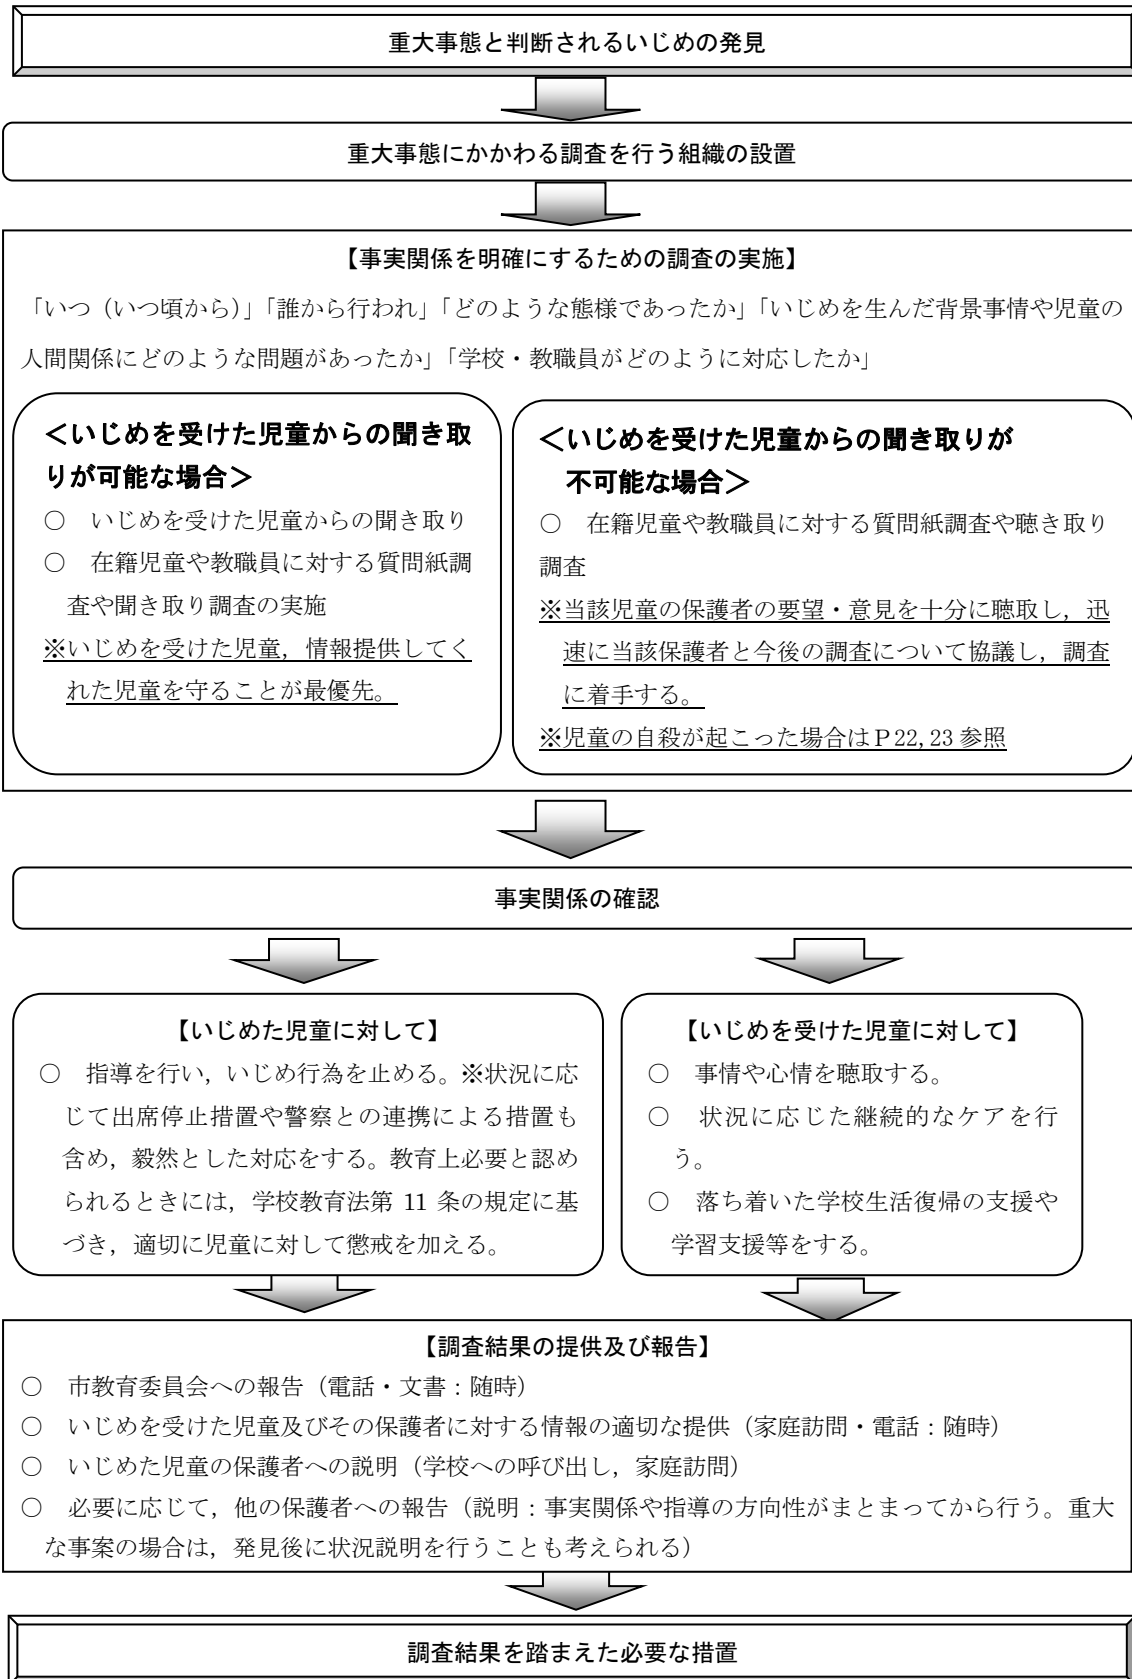 重大事態と判断されるいじめの発見
重大事態にかかわる調査を行う組織の設置
【事実関係を明確にするための調査の実施】
「いつ（いつ頃から）」「誰から行われ」「どのような態様であったか」「いじめを生んだ背景事情や児童の
人間関係にどのような問題があったか」「学校・教職員がどのように対応したか」
＜いじめを受けた児童からの聞き取
りが可能な場合＞
○　いじめを受けた児童からの聞き取り
○　在籍児童や教職員に対する質問紙調
査や聞き取り調査の実施
※いじめを受けた児童，情報提供してく
れた児童を守ることが最優先。
＜いじめを受けた児童からの聞き取りが
不可能な場合＞
○　在籍児童や教職員に対する質問紙調査や聴き取り
調査
※当該児童の保護者の要望・意見を十分に聴取し，迅
速に当該保護者と今後の調査について協議し，調査
に着手する。
※児童の自殺が起こった場合はＰ22,23 参照
事実関係の確認
【いじめた児童に対して】
○　指導を行い，いじめ行為を止める。※状況に応
じて出席停止措置や警察との連携による措置も
含め，毅然とした対応をする。教育上必要と認め
られるときには，学校教育法第 11 条の規定に基
づき，適切に児童に対して懲戒を加える。
【いじめを受けた児童に対して】
○　事情や心情を聴取する。
○　状況に応じた継続的なケアを行
う。
○　落ち着いた学校生活復帰の支援や
学習支援等をする。
【調査結果の提供及び報告】
○　市教育委員会への報告（電話・文書：随時）
○　いじめを受けた児童及びその保護者に対する情報の適切な提供（家庭訪問・電話：随時）
○　いじめた児童の保護者への説明（学校への呼び出し，家庭訪問）
○　必要に応じて，他の保護者への報告（説明：事実関係や指導の方向性がまとまってから行う。重大
な事案の場合は，発見後に状況説明を行うことも考えられる）
調査結果を踏まえた必要な措置